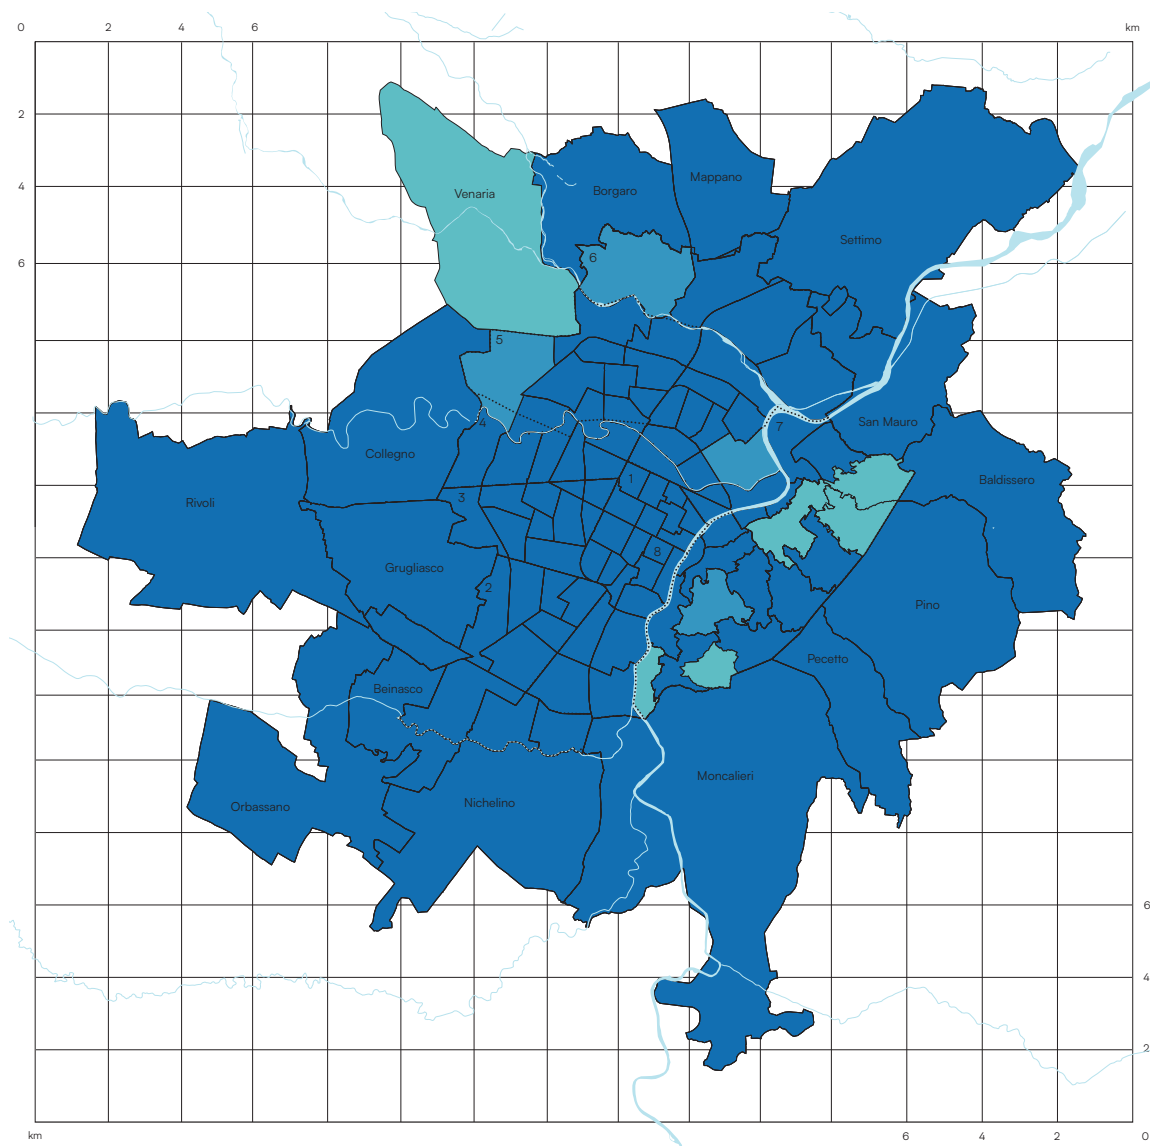 0 2 4 6 km
2
4
6
Venaria
Borgaro
Mappano
Settimo
6
5
4
7
San Mauro
Collegno
Baldissero
Rivoli
3
1
8
Grugliasco
2
Pino
Pecetto
Beinasco
Moncalieri
Nichelino
Orbassano
6
4
2
km 6 4 2 0